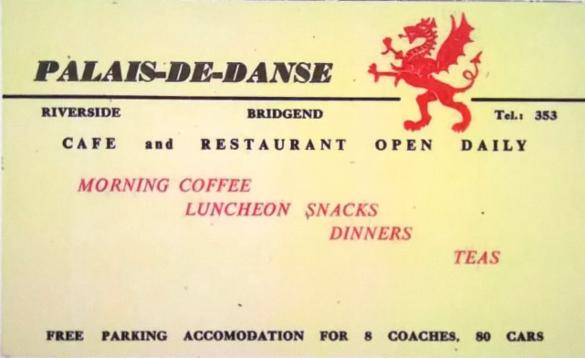 PALAIS-DE-DANSE
RIVERSIDE BRIDGEND Tel.: 353
CAFE and RESTAURANT OPEN DAILY
MORNING COFFEE
LUNCHEON SNACKS
DINNERS
TEAS
FREE PARKING ACCOMODATION FOR 8 COACHES, 80 CARS